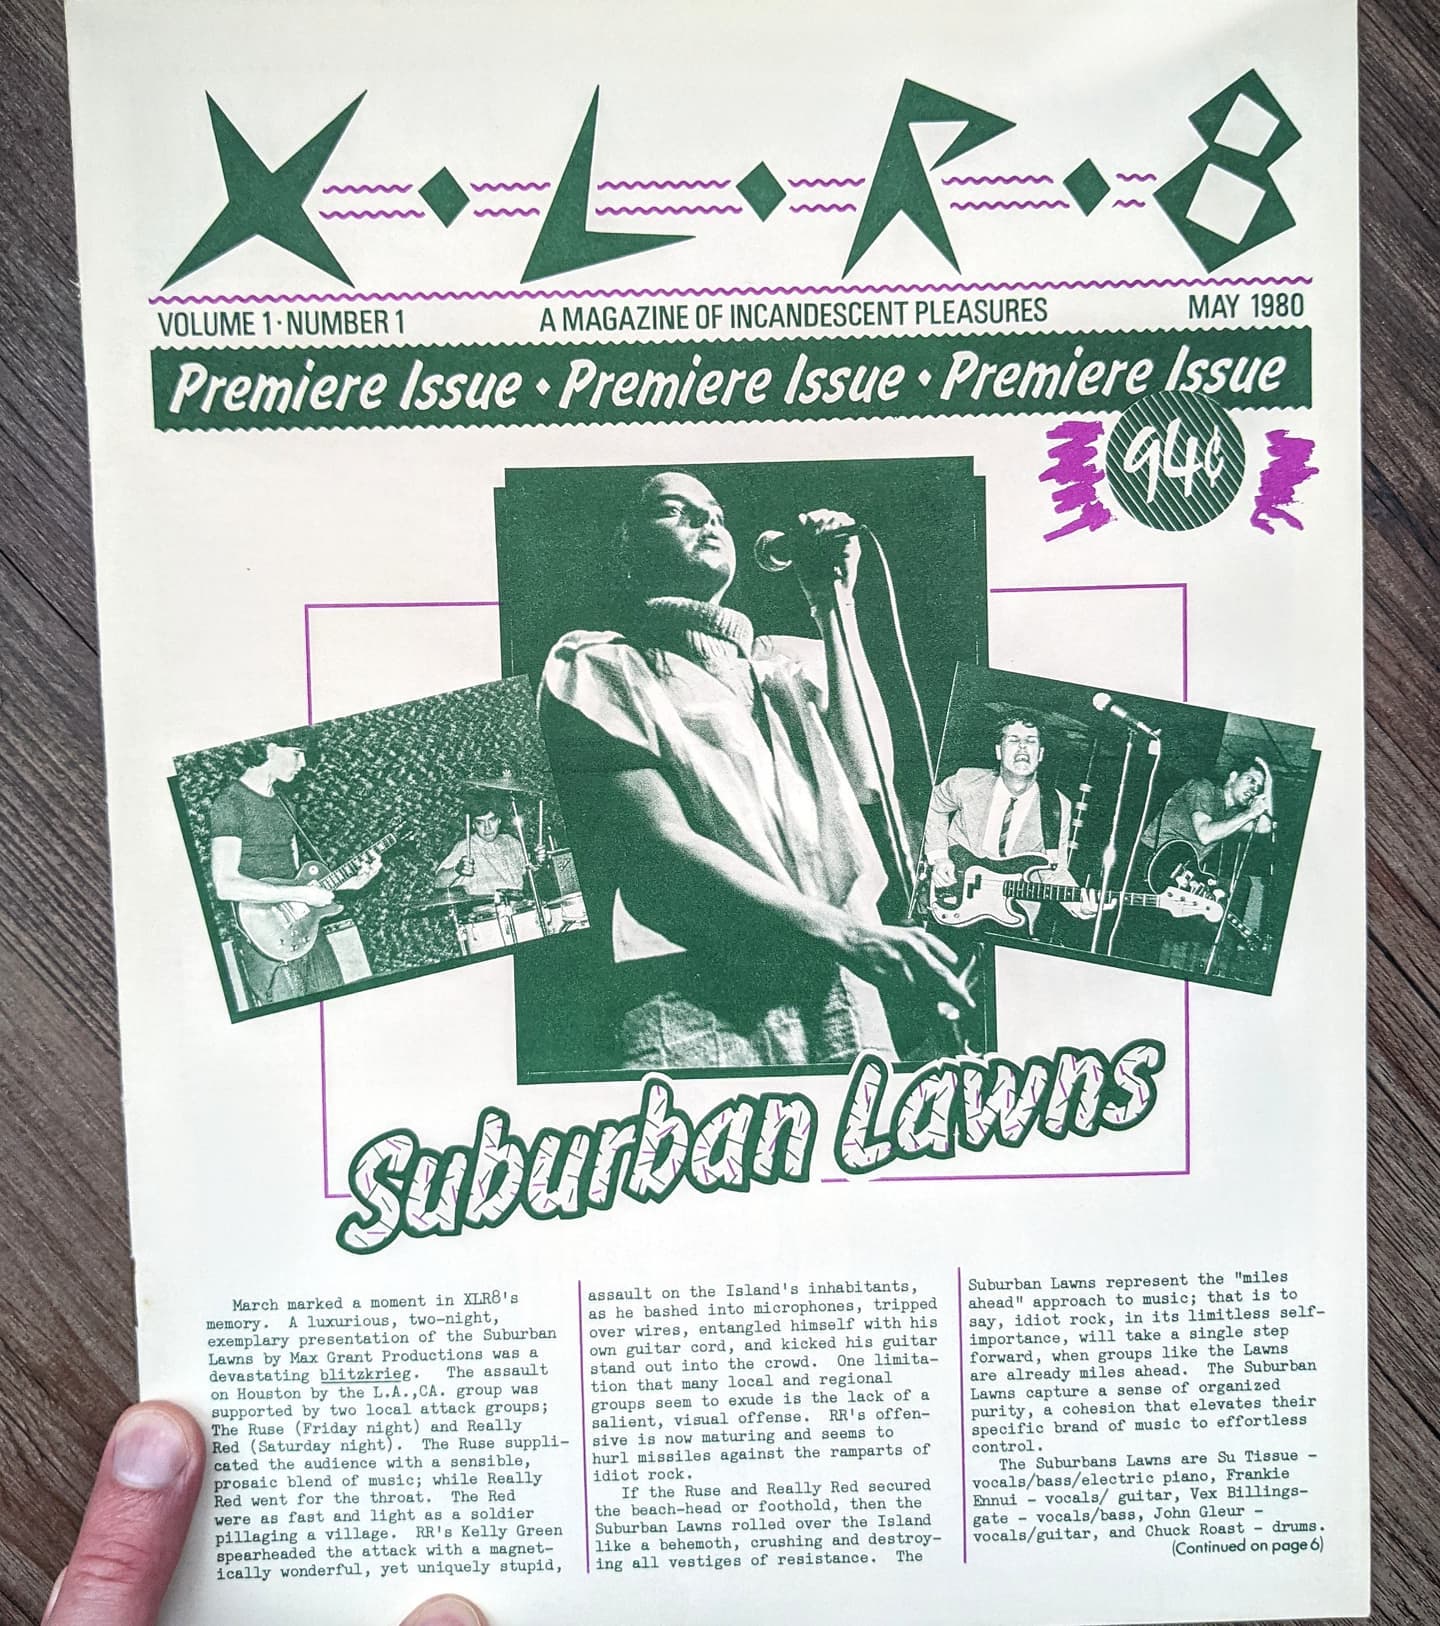 X·L·R·8
VOLUME 1·NUMBER 1
A MAGAZINE OF INCANDESCENT PLEASURES
MAY 1980
Premiere Issue • Premiere Issue • Premiere Issue
94¢
Suburban Lawns
March marked a moment in XLR8's
memory. A luxurious, two-night,
exemplary presentation of the Suburban
Lawns by Max Grant Productions was a
devastating blitzkrieg. The assault
on Houston by the L.A.,CA. group was
supported by two local attack groups;
The Ruse (Friday night) and Really
Red (Saturday night). The Ruse suppli-
cated the audience with a sensible,
prosaic blend of music; while Really
Red went for the throat. The Red
were as fast and light as a soldier
pillaging a village. RR's Kelly Green
spearheaded the attack with a magnet-
ically wonderful, yet uniquely stupid,
assault on the Island's inhabitants,
as he bashed into microphones, tripped
over wires, entangled himself with his
own guitar cord, and kicked his guitar
stand out into the crowd. One limita-
tion that many local and regional
groups seem to exude is the lack of a
salient, visual offense. RR's offen-
sive is now maturing and seems to
hurl missiles against the ramparts of
idiot rock.
If the Ruse and Really Red secured
the beach-head or foothold, then the
Suburban Lawns rolled over the Island
like a behemoth, crushing and destroy-
ing all vestiges of resistance. The
Suburban Lawns represent the "miles
ahead" approach to music; that is to
say, idiot rock, in its limitless self-
importance, will take a single step
forward, when groups like the Lawns
are already miles ahead. The Suburban
Lawns capture a sense of organized
purity, a cohesion that elevates their
specific brand of music to effortless
control.
The Suburbans Lawns are Su Tissue -
vocals/bass/electric piano, Frankie
Ennui - vocals/ guitar, Vex Billings-
gate - vocals/bass, John Gleur -
vocals/guitar, and Chuck Roast - drums.
(Continued on page 6)